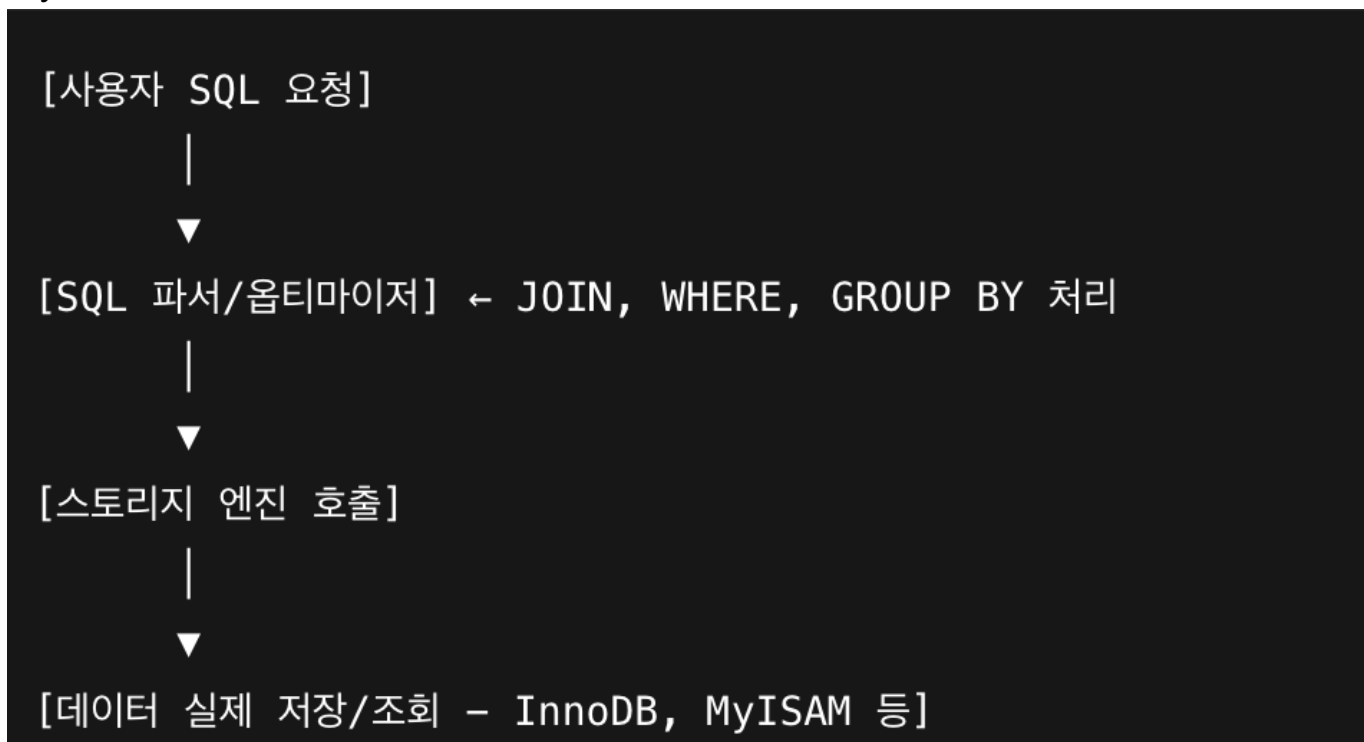 [사용자 SQL 요청]
│
▼
[SQL 파서/옵티마이저] ← JOIN, WHERE, GROUP BY 처리
│
▼
[스토리지 엔진 호출]
│
▼
[데이터 실제 저장/조회 – InnoDB, MyISAM 등]